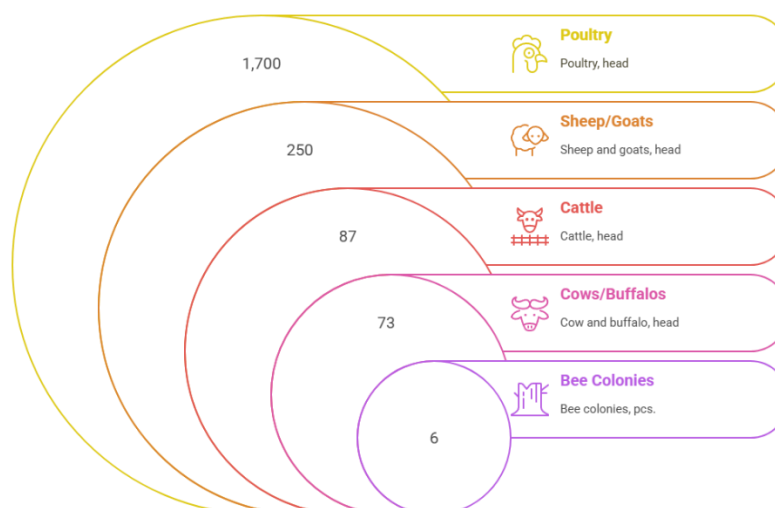 Poultry
1,700
Poultry, head
Sheep/Goats
250
Sheep and goats, head
Cattle
87
Cattle, head
Cows/Buffalos
73
Cow and buffalo, head
Bee Colonies
Bee colonies, pcs.
6